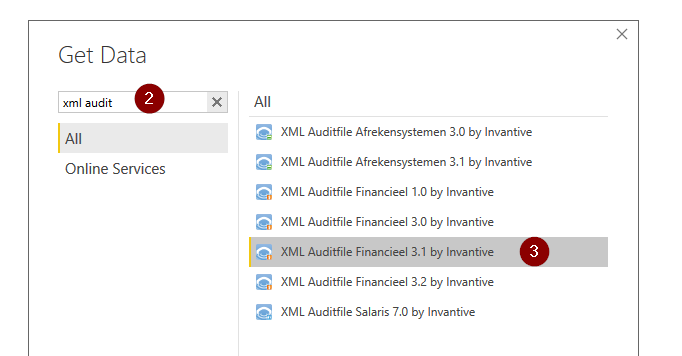 Get Data
xml audit 2
All
Online Services
All
XML Auditfile Afrekensystemen 3.0 by Invantive
XML Auditfile Afrekensystemen 3.1 by Invantive
XML Auditfile Financieel 1.0 by Invantive
XML Auditfile Financieel 3.0 by Invantive
XML Auditfile Financieel 3.1 by Invantive 3
XML Auditfile Financieel 3.2 by Invantive
XML Auditfile Salaris 7.0 by Invantive